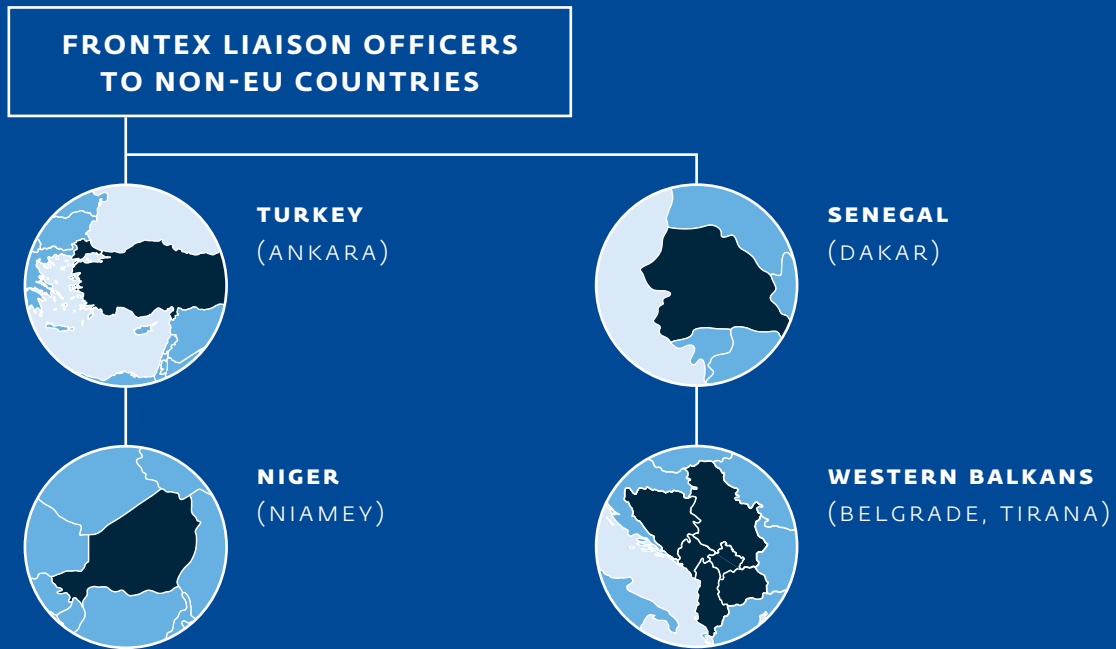 FRONTEX LIAISON OFFICERS
TO NON-EU COUNTRIES
TURKEY
(ANKARA)
SENEGAL
(DAKAR)
NIGER
(NIAMEY)
WESTERN BALKANS
(BELGRADE, TIRANA)